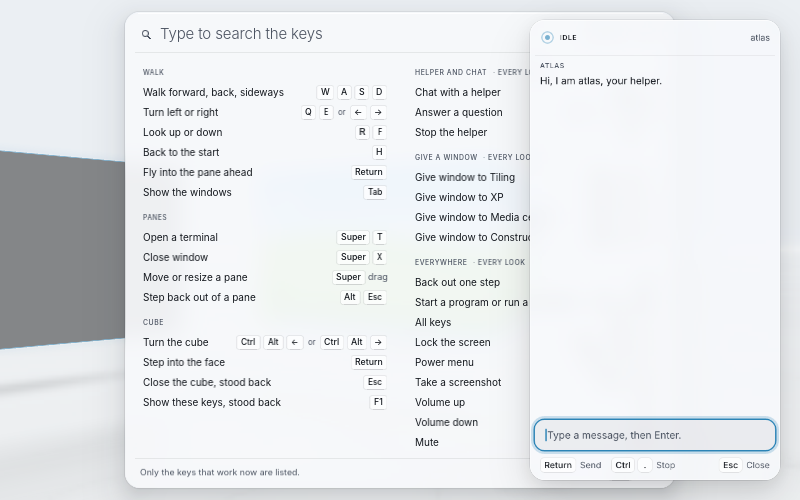 Type to search the keys
WALK
Walk forward, back, sideways W A S D
Turn left or right Q E or ← →
Look up or down R F
Back to the start H
Fly into the pane ahead Return
Show the windows Tab
PANES
Open a terminal Super T
Close window Super X
Move or resize a pane Super drag
Step back out of a pane Alt Esc
CUBE
Turn the cube Ctrl Alt ← or Ctrl Alt →
Step into the face Return
Close the cube, stood back Esc
Show these keys, stood back F1
HELPER AND CHAT · EVERY
Chat with a helper
Answer a question
Stop the helper
GIVE A WINDOW · EVERY
Give window to Tiling
Give window to XP
Give window to Media
Give window to
EVERYWHERE · EVERY LOOK
Back out one step
Start a program or run a
All keys
Lock the screen
Power menu
Take a screenshot
Volume up
Volume down
Mute
Only the keys that work now are listed.
IDLE atlas
ATLAS
Hi, I am atlas, your helper.
Type a message, then Enter.
Return Send Ctrl . Stop Esc Close